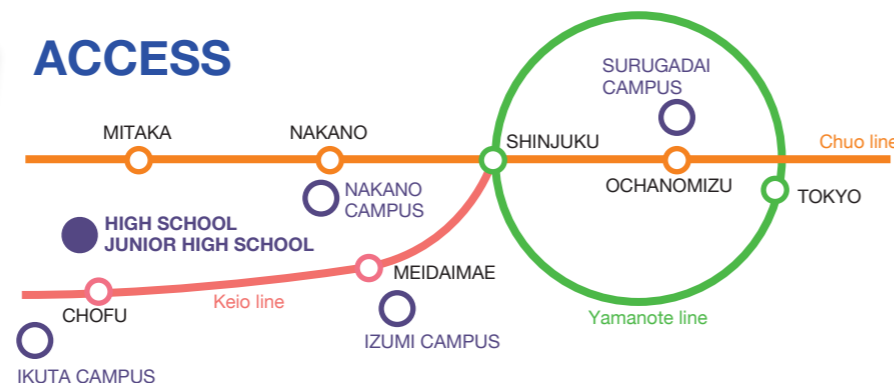 ACCESS
SURUGADAI
CAMPUS
MITAKA
NAKANO
SHINJUKU
Chuo line
OCHANOMIZU
TOKYO
NAKANO
CAMPUS
HIGH SCHOOL
JUNIOR HIGH SCHOOL
MEIDAIMAE
Keio line
CHOFU
Yamanote line
IZUMI CAMPUS
IKUTA CAMPUS